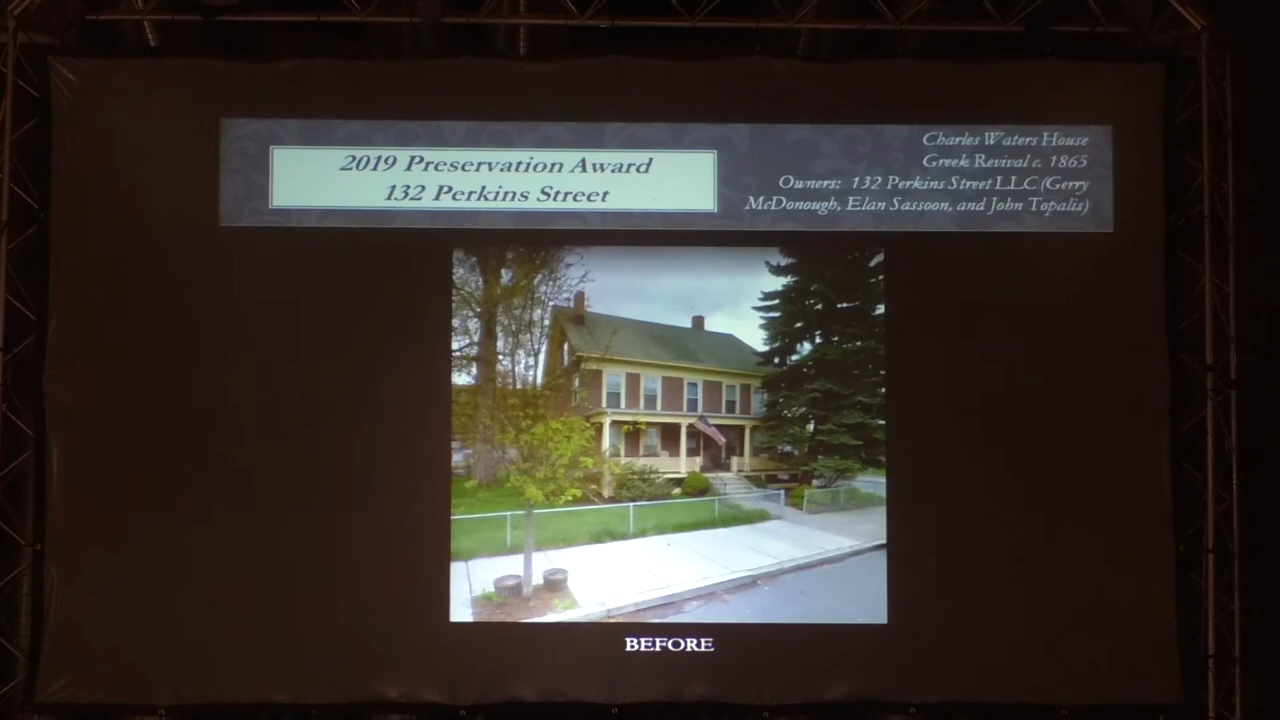 2019 Preservation Award
132 Perkins Street
Charles Waters House
Greek Revival c. 1865
Owners: 132 Perkins Street LLC (Gerry
McDonough, Elan Sassoon, and John Topalis)
BEFORE